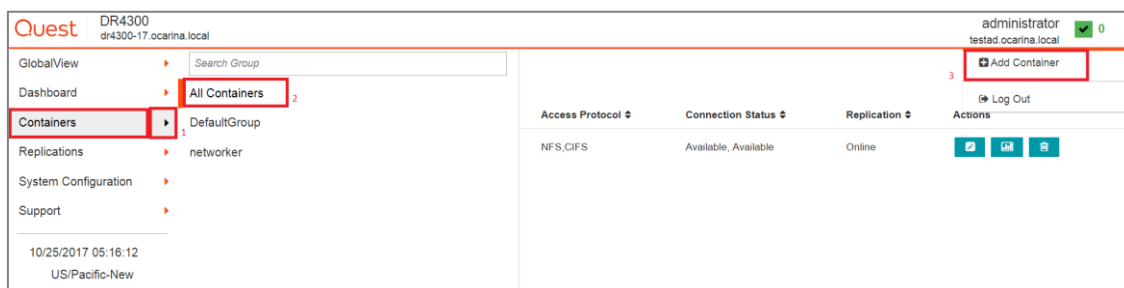 Quest
DR4300
dr4300-17.ocarina.local
administrator
testad.ocarina.local
0
GlobalView
Dashboard
Containers
1
Replications
System Configuration
Support
10/25/2017 05:16:12
US/Pacific-New
Search Group
All Containers
2
DefaultGroup
networker
3
Add Container
Log Out
Access Protocol Connection Status Replication Actions
NFS,CIFS Available, Available Online